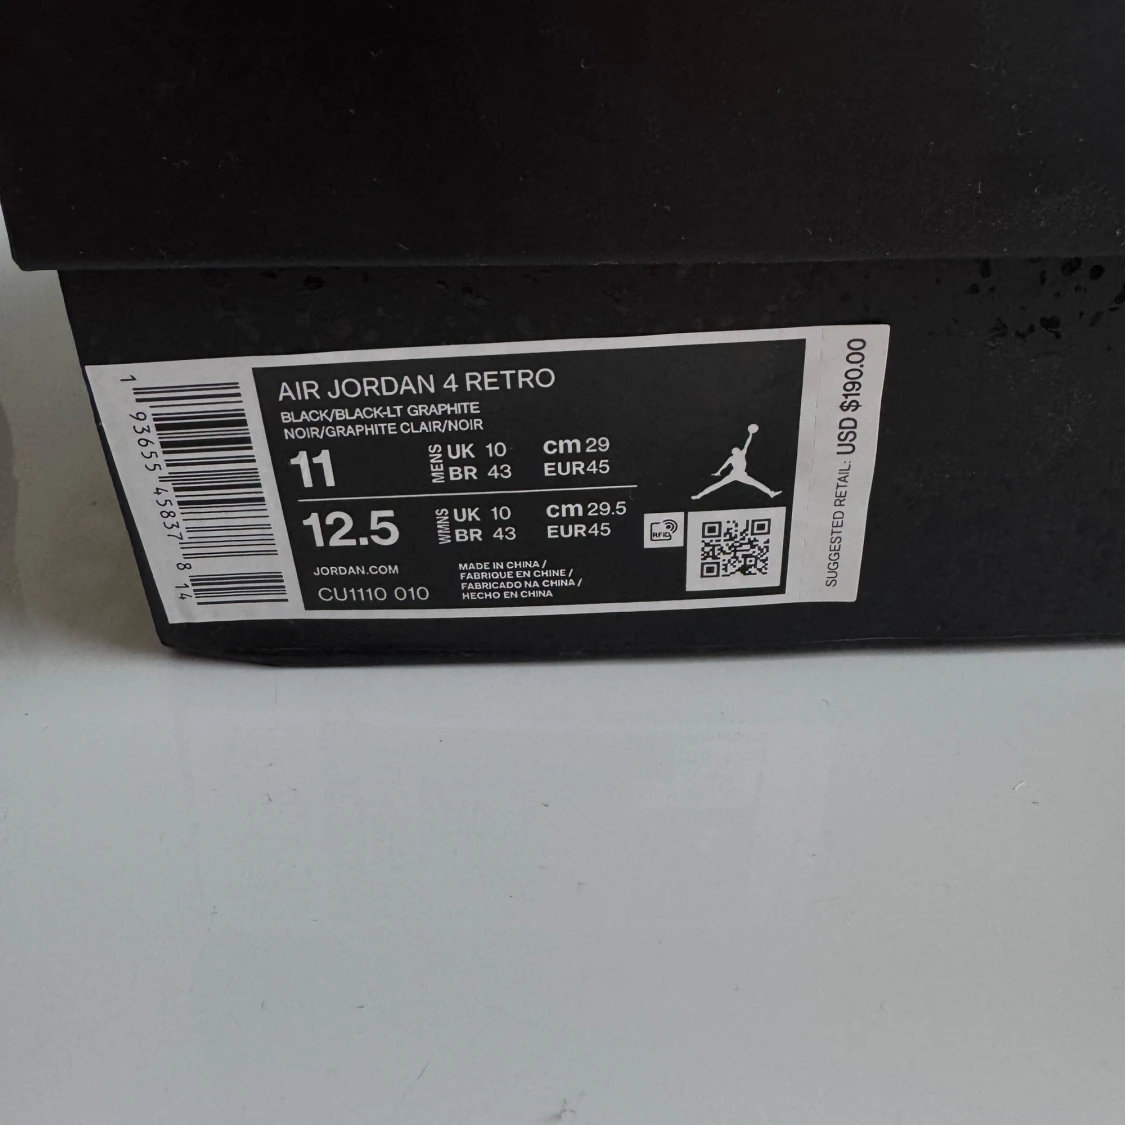 1 93655 45837 8 14
AIR JORDAN 4 RETRO
BLACK/BLACK-LT GRAPHITE
NOIR/GRAPHITE CLAIR/NOIR
11 MENS UK 10 cm 29
BR 43 EUR45
12.5 WMNS UK 10 cm 29.5
BR 43 EUR45
JORDAN.COM
CU1110 010
MADE IN CHINA /
FABRIQUE EN CHINE /
FABRICADO NA CHINA /
HECHO EN CHINA
RFID
SUGGESTED RETAIL: USD $190.00